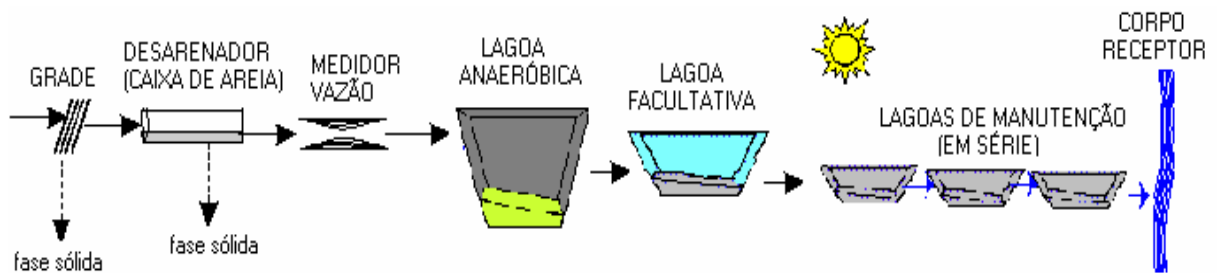 GRADE
fase sólida
DESARENADOR
(CAIXA DE AREIA)
fase sólida
MEDIDOR
VAZÃO
LAGOA
ANAERÓBICA
LAGOA
FACULTATIVA
LAGOAS DE MANUTENÇÃO
(EM SÉRIE)
CORPO
RECEPTOR